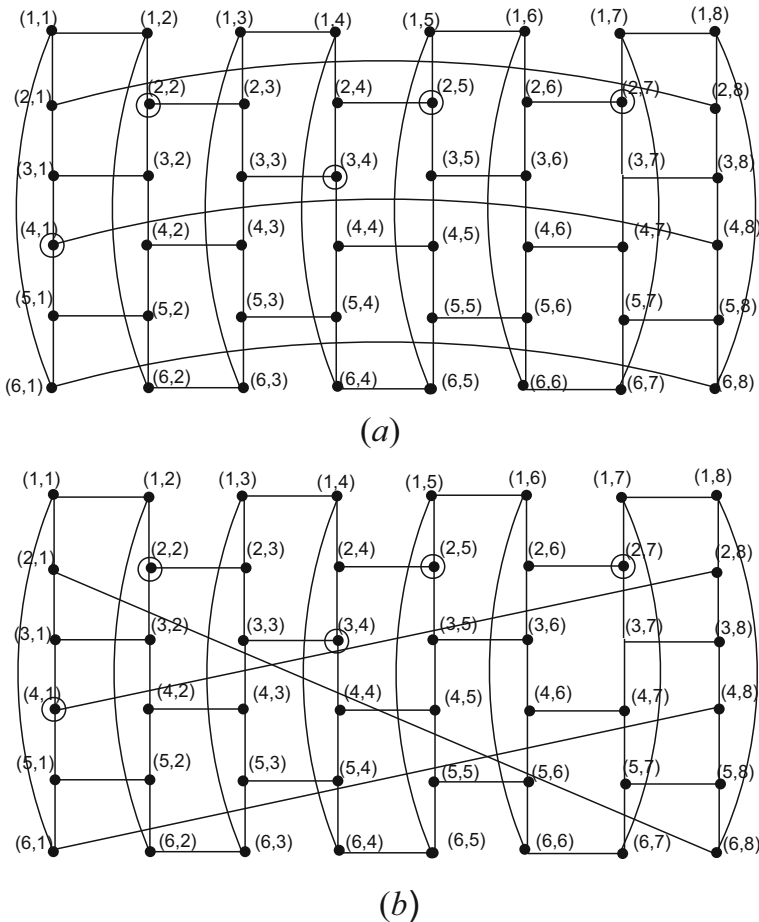 (1,1) (1,2) (1,3) (1,4) (1,5) (1,6) (1,7) (1,8)
(2,1) (2,2) (2,3) (2,4) (2,5) (2,6) (2,7) (2,8)
(3,1) (3,2) (3,3) (3,4) (3,5) (3,6) (3,7) (3,8)
(4,1) (4,2) (4,3) (4,4) (4,5) (4,6) (4,7) (4,8)
(5,1) (5,2) (5,3) (5,4) (5,5) (5,6) (5,7) (5,8)
(6,1) (6,2) (6,3) (6,4) (6,5) (6,6) (6,7) (6,8)
(a)
(1,1) (1,2) (1,3) (1,4) (1,5) (1,6) (1,7) (1,8)
(2,1) (2,2) (2,3) (2,4) (2,5) (2,6) (2,7) (2,8)
(3,1) (3,2) (3,3) (3,4) (3,5) (3,6) (3,7) (3,8)
(4,1) (4,2) (4,3) (4,4) (4,5) (4,6) (4,7) (4,8)
(5,1) (5,2) (5,3) (5,4) (5,5) (5,6) (5,7) (5,8)
(6,1) (6,2) (6,3) (6,4) (6,5) (6,6) (6,7) (6,8)
(b)